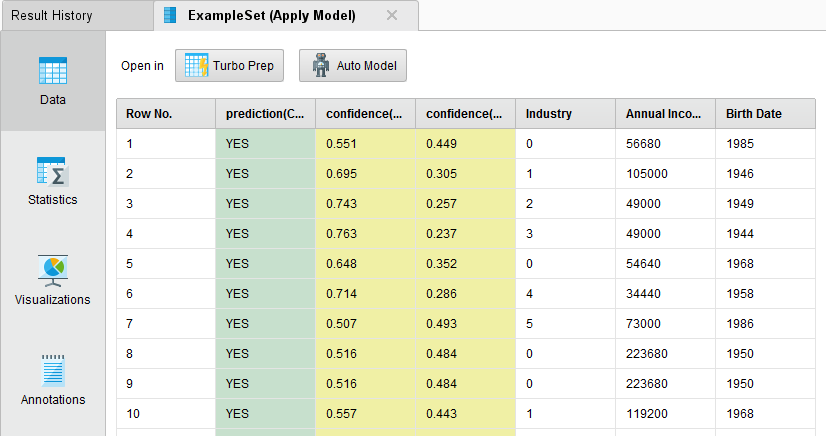 Result History
ExampleSet (Apply Model)
Open in
Turbo Prep
Auto Model
Data
Statistics
Visualizations
Annotations
Row No. prediction(C... confidence(... confidence(... Industry Annual Inco... Birth Date
1 YES 0.551 0.449 0 56680 1985
2 YES 0.695 0.305 1 105000 1946
3 YES 0.743 0.257 2 49000 1949
4 YES 0.763 0.237 3 49000 1944
5 YES 0.648 0.352 0 54640 1968
6 YES 0.714 0.286 4 34440 1958
7 YES 0.507 0.493 5 73000 1986
8 YES 0.516 0.484 0 223680 1950
9 YES 0.516 0.484 0 223680 1950
10 YES 0.557 0.443 1 119200 1968